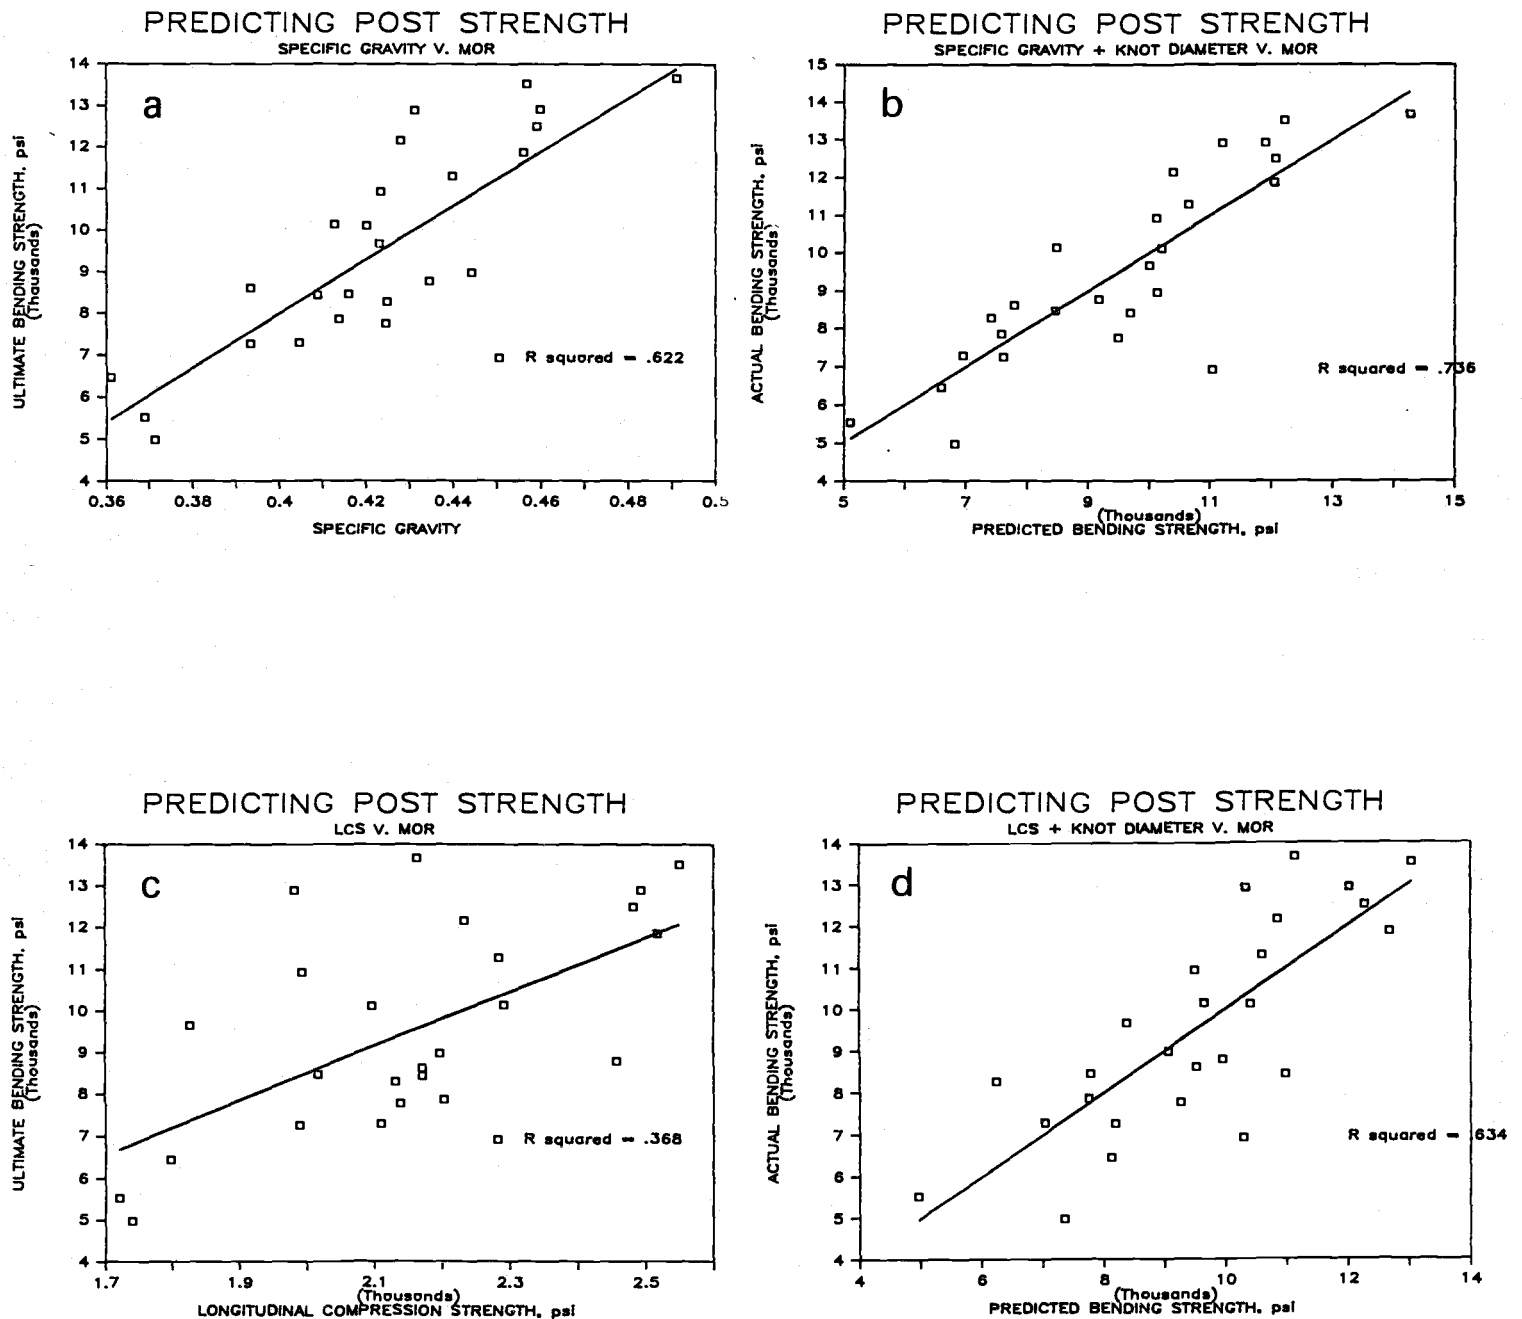 PREDICTING POST STRENGTH
SPECIFIC GRAVITY V. MOR
a
14
13
12
11
10
9
8
7
6
5
4
ULTIMATE BENDING STRENGTH, psi
(Thousands)
R squared = .622
0.36
0.38
0.4
0.42
0.44
0.46
0.48
0.5
SPECIFIC GRAVITY
PREDICTING POST STRENGTH
SPECIFIC GRAVITY + KNOT DIAMETER V. MOR
b
15
14
13
12
11
10
9
8
7
6
5
4
ACTUAL BENDING STRENGTH, psi
(Thousands)
R squared = .736
5
7
9
11
13
15
(Thousands)
PREDICTED BENDING STRENGTH, psi
PREDICTING POST STRENGTH
LCS V. MOR
c
14
13
12
11
10
9
8
7
6
5
4
ULTIMATE BENDING STRENGTH, psi
(Thousands)
R squared = .368
1.7
1.9
2.1
2.3
2.5
(Thousands)
LONGITUDINAL COMPRESSION STRENGTH, psi
PREDICTING POST STRENGTH
LCS + KNOT DIAMETER V. MOR
d
14
13
12
11
10
9
8
7
6
5
4
ACTUAL BENDING STRENGTH, psi
(Thousands)
R squared = .634
4
6
8
10
12
14
(Thousands)
PREDICTED BENDING STRENGTH, psi